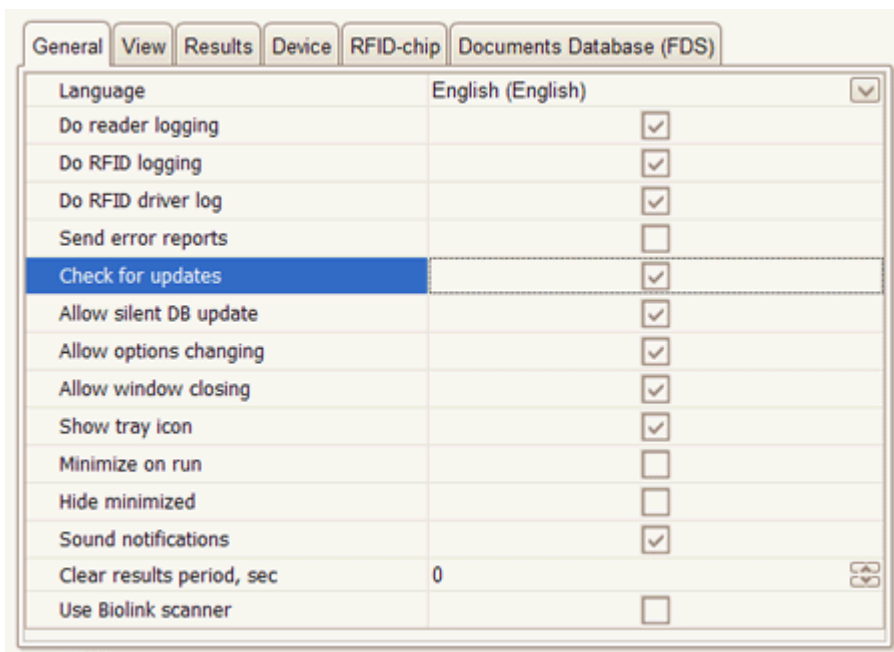 General View Results Device RFID-chip Documents Database (FDS)
Language English (English)
Do reader logging
Do RFID logging
Do RFID driver log
Send error reports
Check for updates
Allow silent DB update
Allow options changing
Allow window closing
Show tray icon
Minimize on run
Hide minimized
Sound notifications
Clear results period, sec 0
Use Biolink scanner